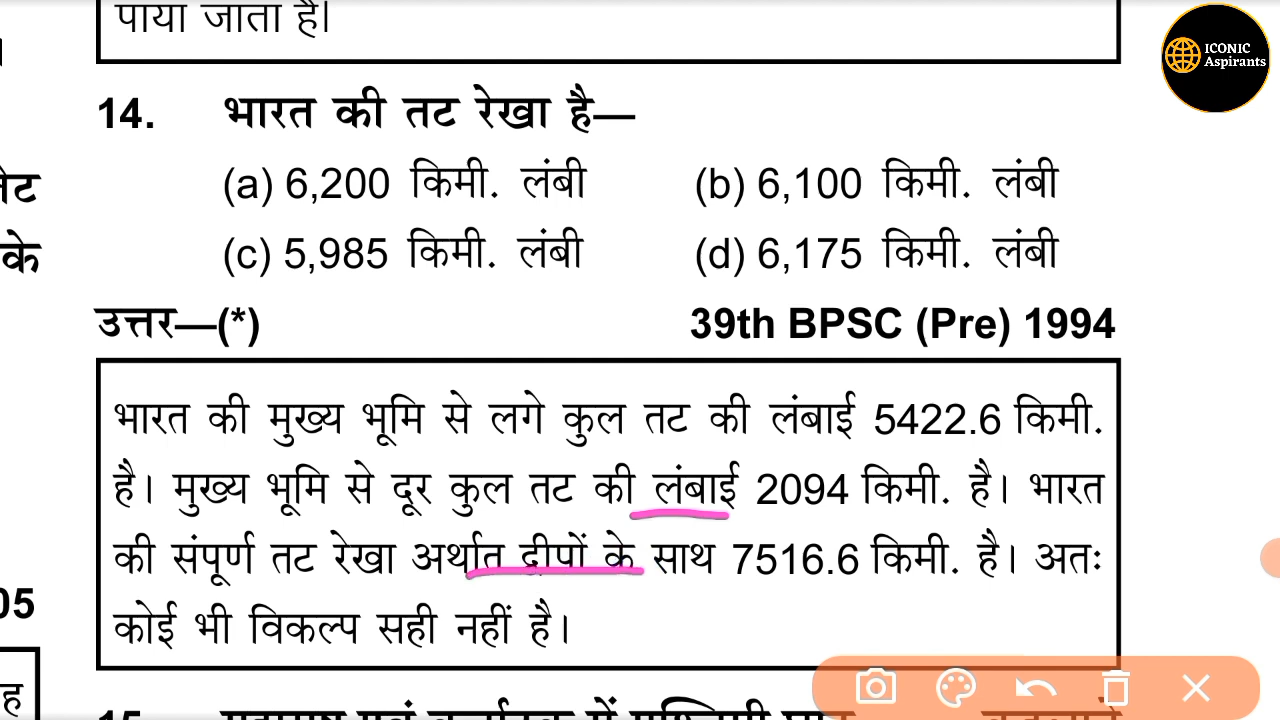 पाया जाता है।
ICONIC
Aspirants
14. भारत की तट रेखा है—
(a) 6,200 किमी. लंबी (b) 6,100 किमी. लंबी
(c) 5,985 किमी. लंबी (d) 6,175 किमी. लंबी
के
उत्तर—(*) 39th BPSC (Pre) 1994
भारत की मुख्य भूमि से लगे कुल तट की लंबाई 5422.6 किमी.
है। मुख्य भूमि से दूर कुल तट की लंबाई 2094 किमी. है। भारत
की संपूर्ण तट रेखा अर्थात द्वीपों के साथ 7516.6 किमी. है। अतः
05
कोई भी विकल्प सही नहीं है।
15.